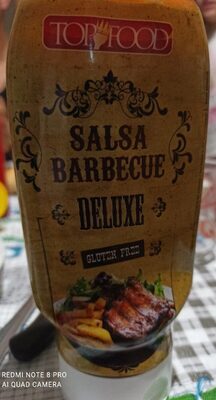 TOP FOOD
SALSA
BARBECUE
DELUXE
GLUTEN FREE
REDMI NOTE 8 PRO
AI QUAD CAMERA